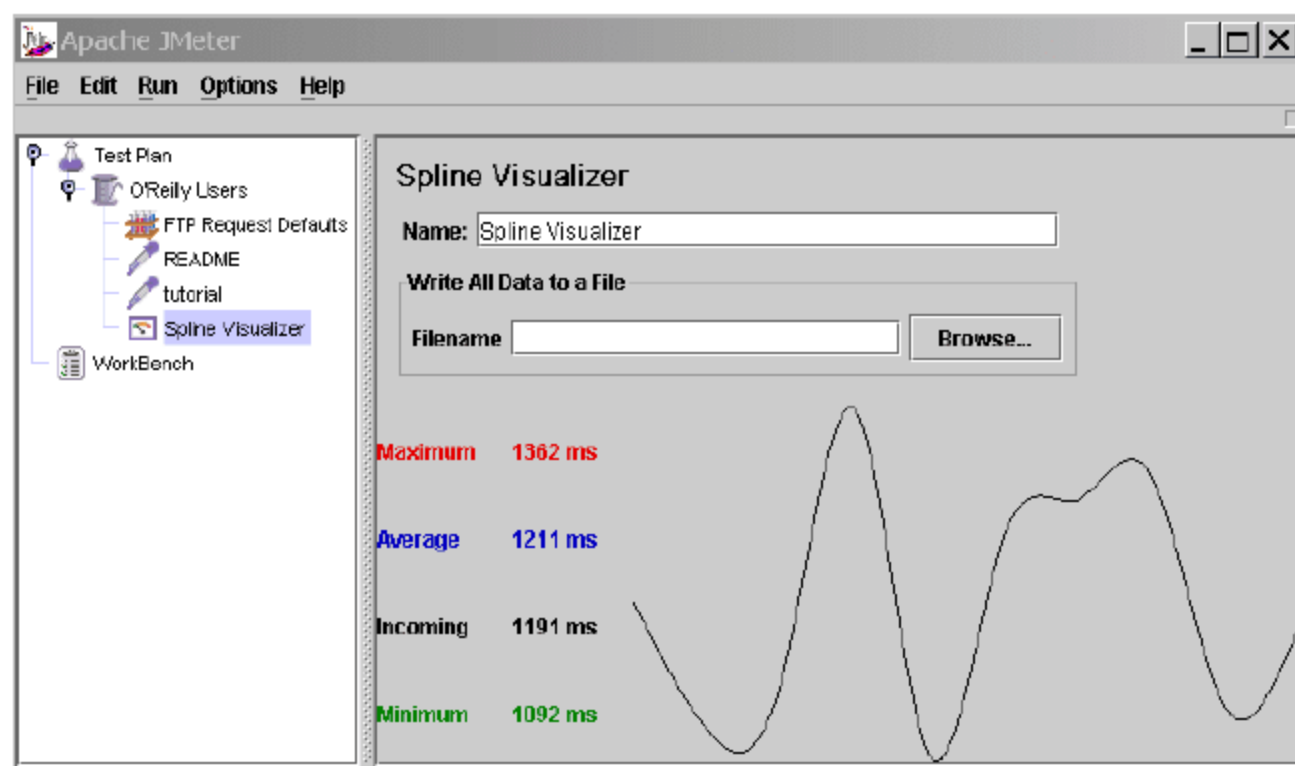 Apache JMeter
File Edit Run Options Help
Test Plan
O'Reilly Users
FTP Request Defaults
README
tutorial
Spline Visualizer
WorkBench
Spline Visualizer
Name: Spline Visualizer
Write All Data to a File
Filename Browse...
Maximum 1362 ms
Average 1211 ms
Incoming 1191 ms
Minimum 1092 ms